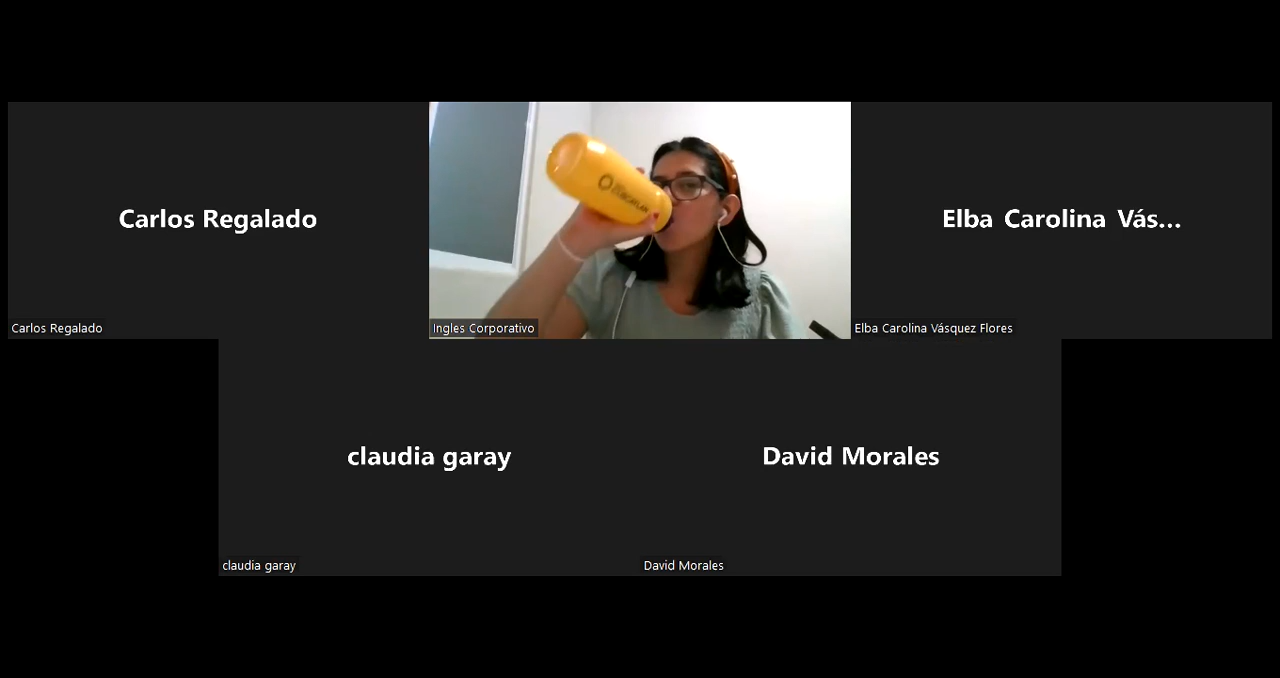 Carlos Regalado
Elba Carolina Vás...
Carlos Regalado
Ingles Corporativo
Elba Carolina Vásquez Flores
claudia garay
David Morales
claudia garay
David Morales